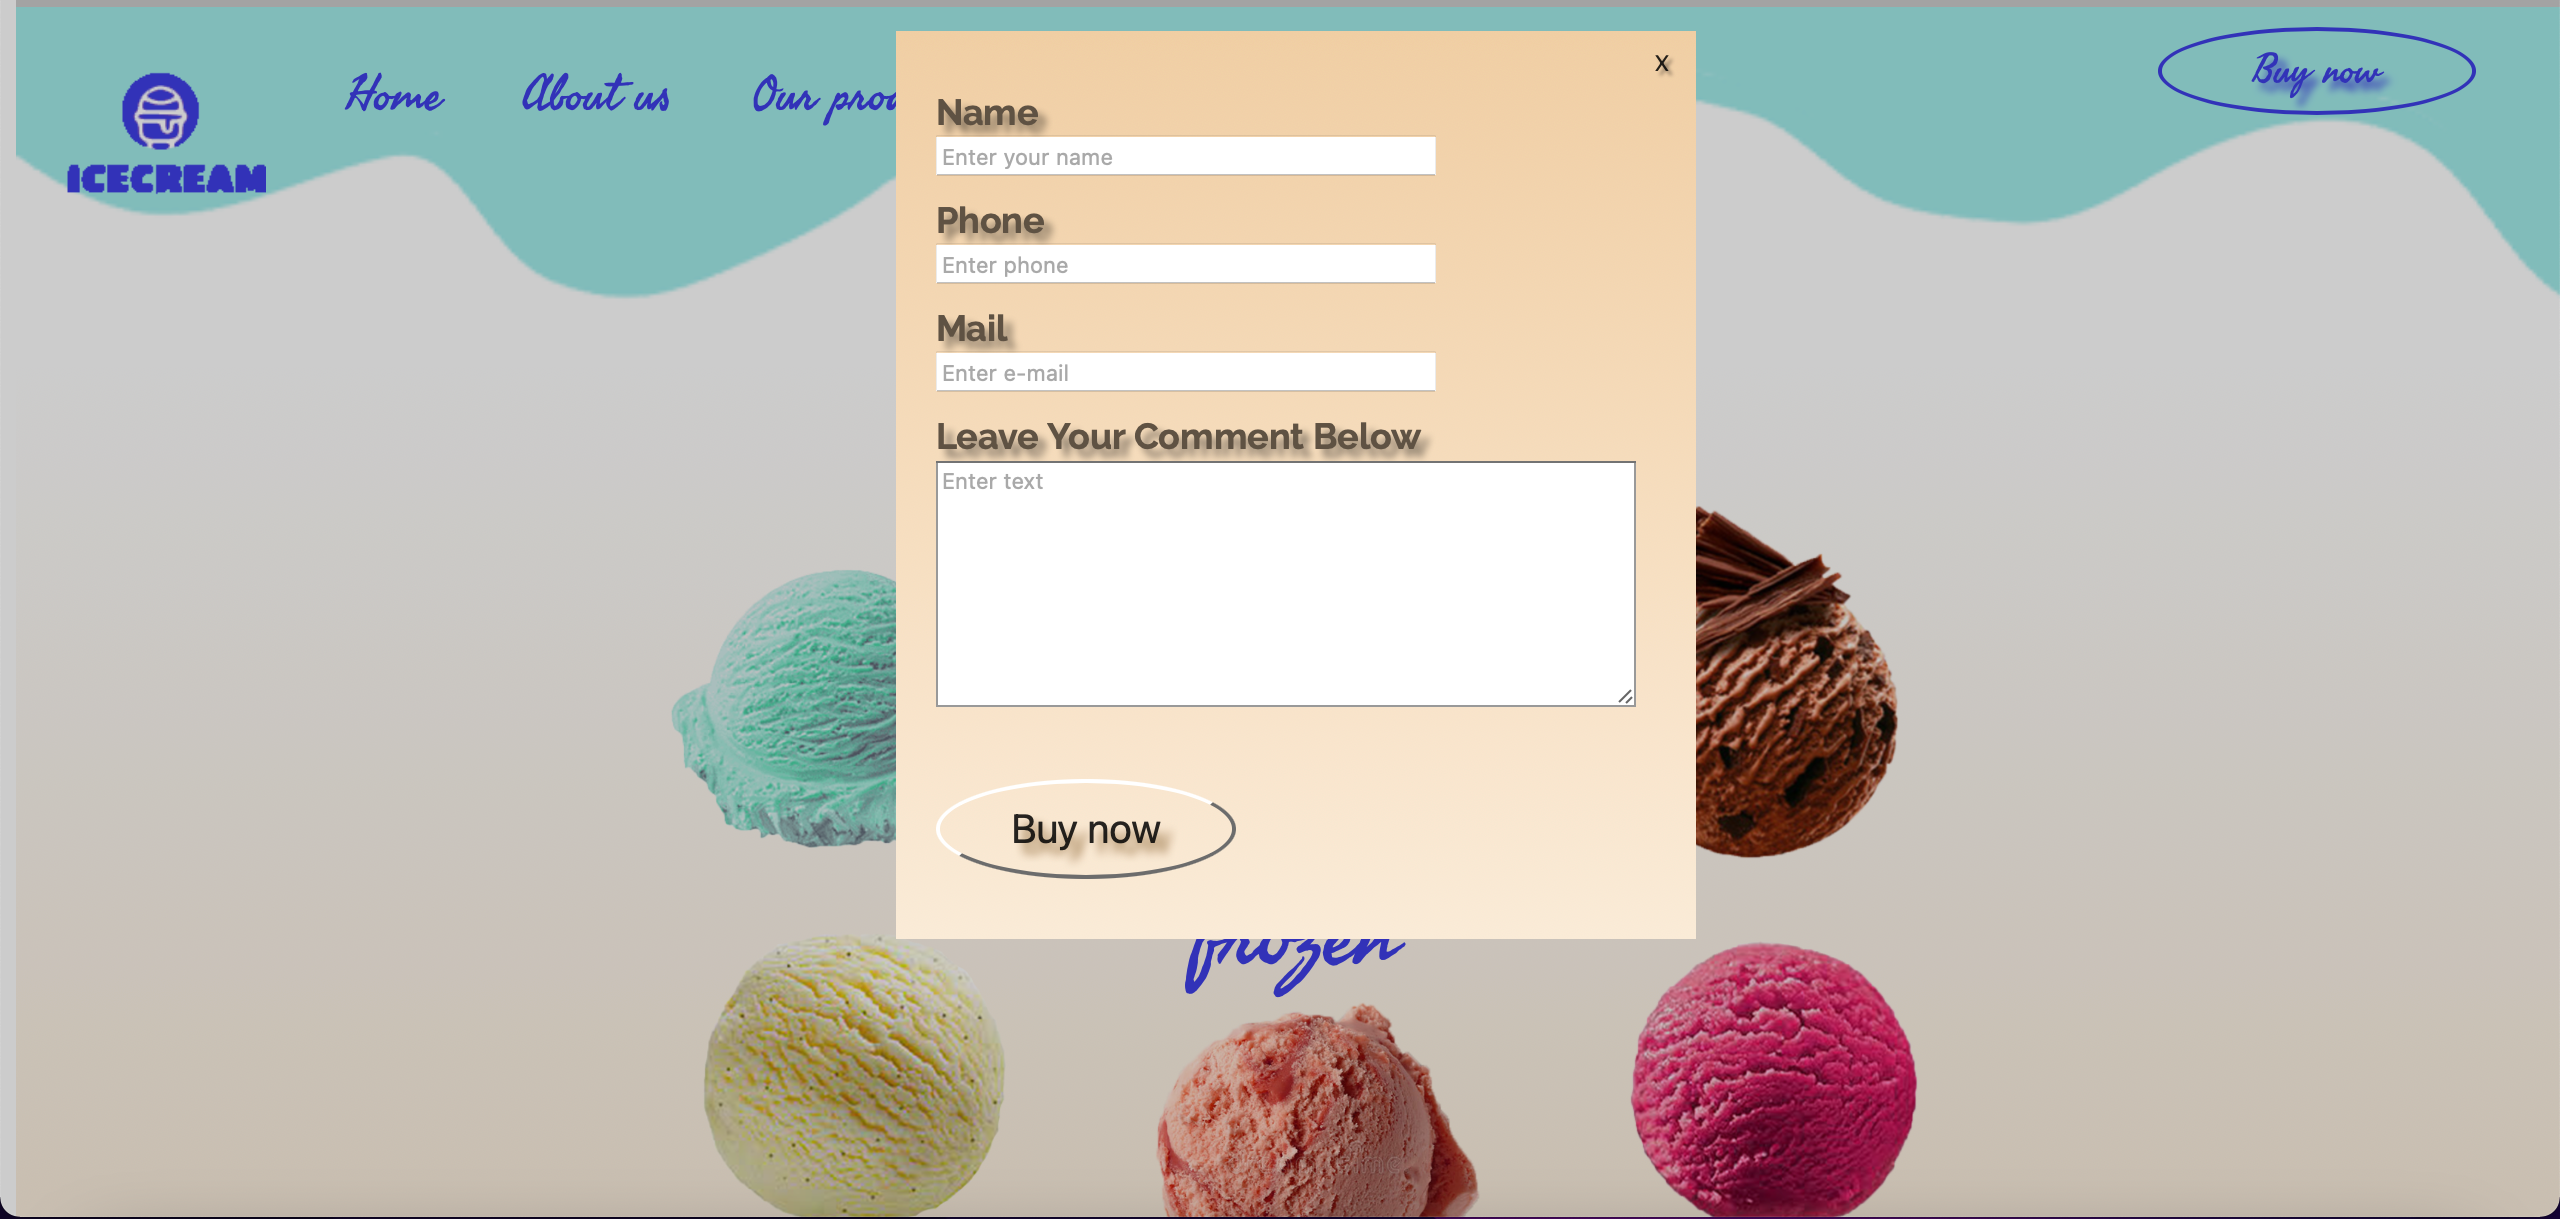 Home
About us
Our prod
Buy now
ICECREAM
x
Name
Enter your name
Phone
Enter phone
Mail
Enter e-mail
Leave Your Comment Below
Enter text
Buy now
frozen